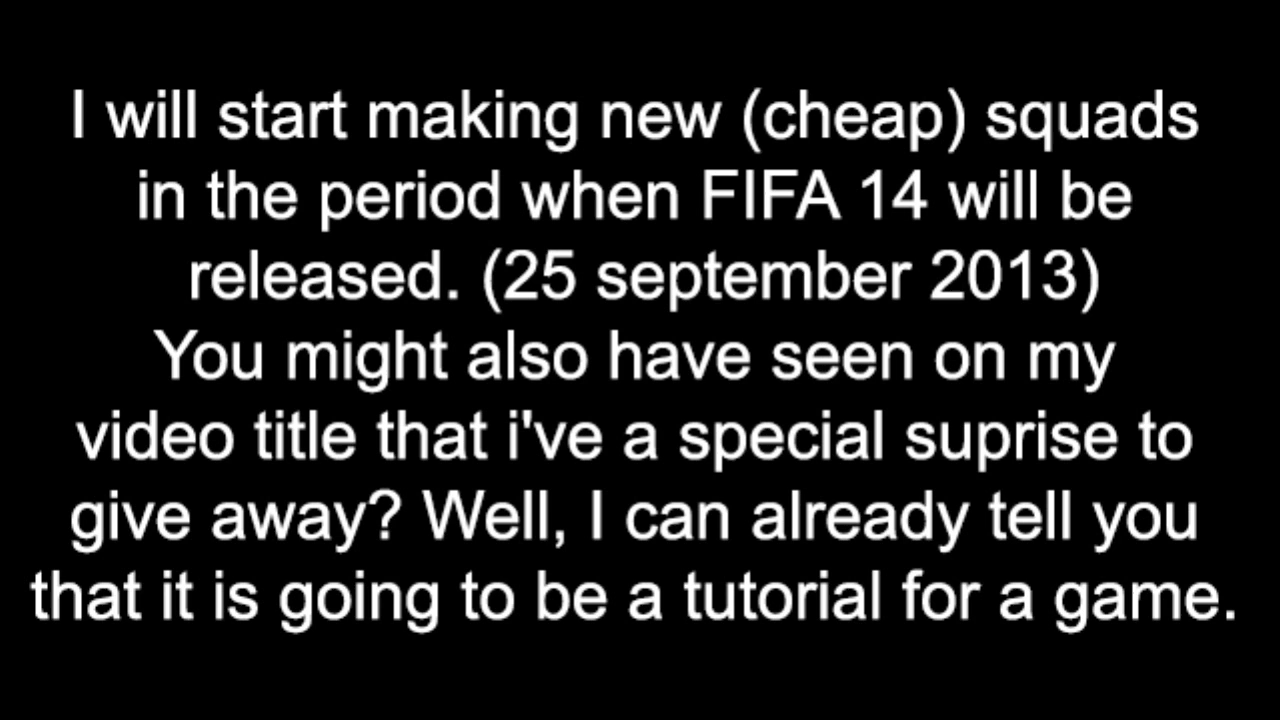 I will start making new (cheap) squads
in the period when FIFA 14 will be
released. (25 september 2013)
You might also have seen on my
video title that i've a special suprise to
give away? Well, I can already tell you
that it is going to be a tutorial for a game.